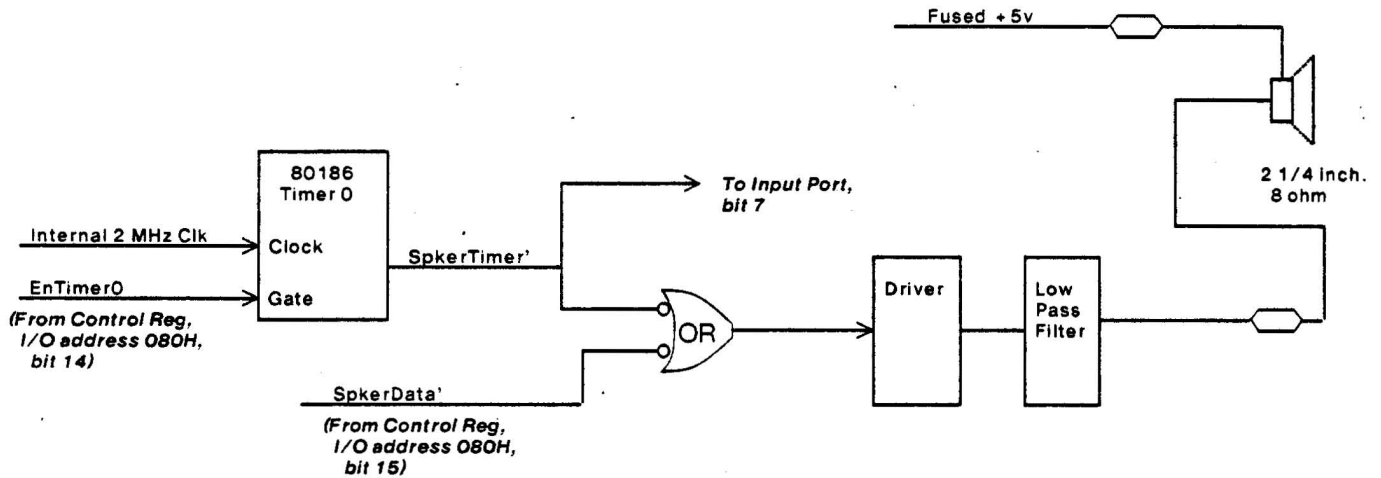 Fused +5v
80186
Timer 0
Clock
Gate
Internal 2 MHz Clk
EnTimer0
(From Control Reg,
I/O address 080H,
bit 14)
SpkerTimer'
To Input Port,
bit 7
OR
SpkerData'
(From Control Reg,
I/O address 080H,
bit 15)
Driver
Low
Pass
Filter
2 1/4 inch.
8 ohm